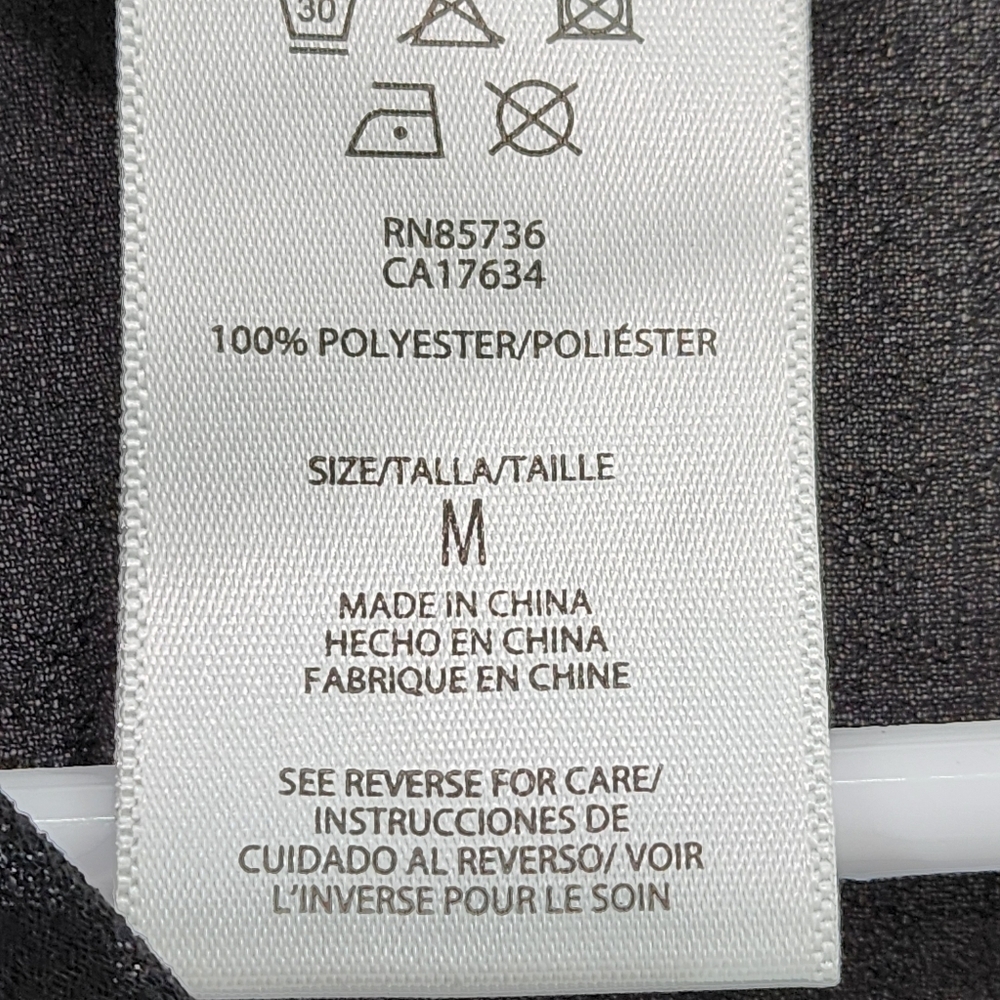 30
RN85736
CA17634
100% POLYESTER/POLIÉSTER
SIZE/TALLA/TAILLE
M
MADE IN CHINA
HECHO EN CHINA
FABRIQUE EN CHINE
SEE REVERSE FOR CARE/
INSTRUCCIONES DE
CUIDADO AL REVERSO/ VOIR
L'INVERSE POUR LE SOIN